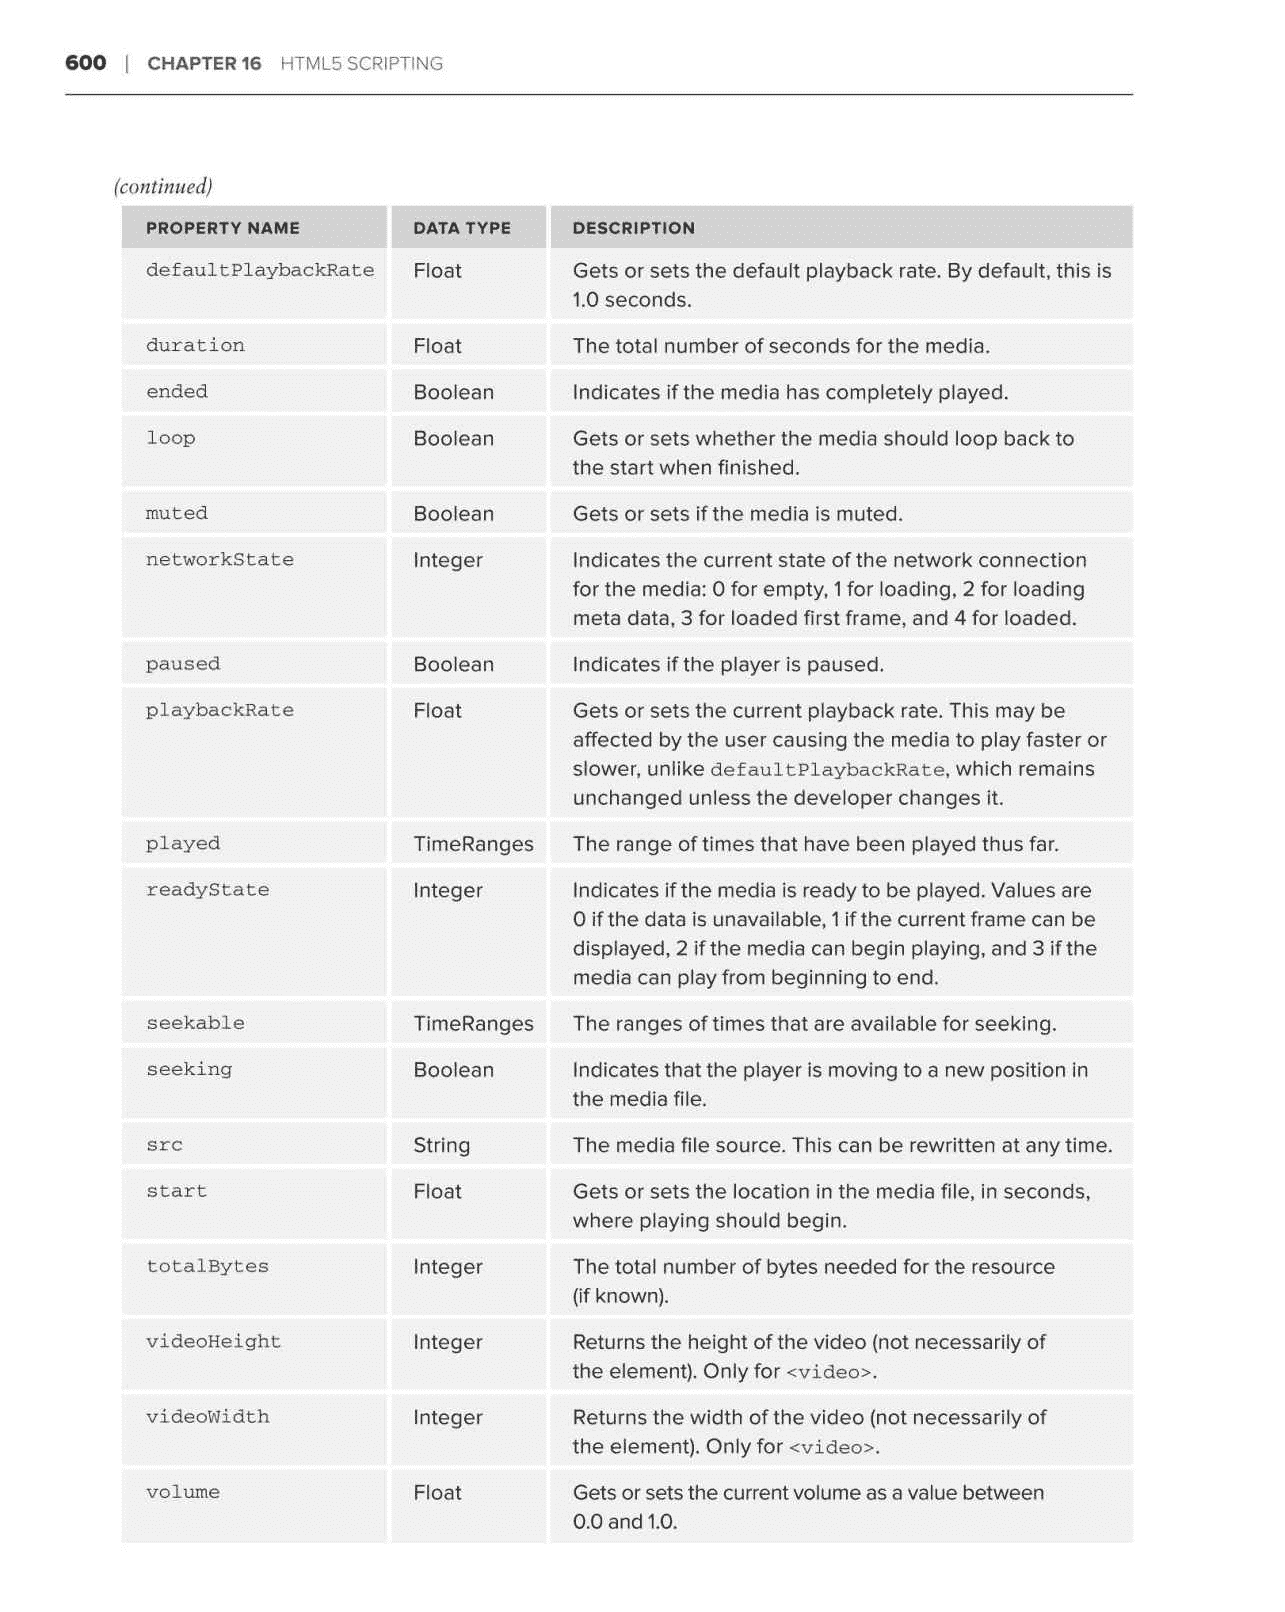 600 | CHAPTER 16 HTML5 SCRIPTING
(continued)
PROPERTY NAME DATA TYPE DESCRIPTION
defaultPlaybackRate Float Gets or sets the default playback rate. By default, this is
1.0 seconds.
duration Float The total number of seconds for the media.
ended Boolean Indicates if the media has completely played.
loop Boolean Gets or sets whether the media should loop back to
the start when finished.
muted Boolean Gets or sets if the media is muted.
networkState Integer Indicates the current state of the network connection
for the media: 0 for empty, 1 for loading, 2 for loading
meta data, 3 for loaded first frame, and 4 for loaded.
paused Boolean Indicates if the player is paused.
playbackRate Float Gets or sets the current playback rate. This may be
affected by the user causing the media to play faster or
slower, unlike defaultPlaybackRate, which remains
unchanged unless the developer changes it.
played TimeRanges The range of times that have been played thus far.
readyState Integer Indicates if the media is ready to be played. Values are
0 if the data is unavailable, 1 if the current frame can be
displayed, 2 if the media can begin playing, and 3 if the
media can play from beginning to end.
seekable TimeRanges The ranges of times that are available for seeking.
seeking Boolean Indicates that the player is moving to a new position in
the media file.
src String The media file source. This can be rewritten at any time.
start Float Gets or sets the location in the media file, in seconds,
where playing should begin.
totalBytes Integer The total number of bytes needed for the resource
(if known).
videoHeight Integer Returns the height of the video (not necessarily of
the element). Only for <video>.
videoWidth Integer Returns the width of the video (not necessarily of
the element). Only for <video>.
volume Float Gets or sets the current volume as a value between
0.0 and 1.0.